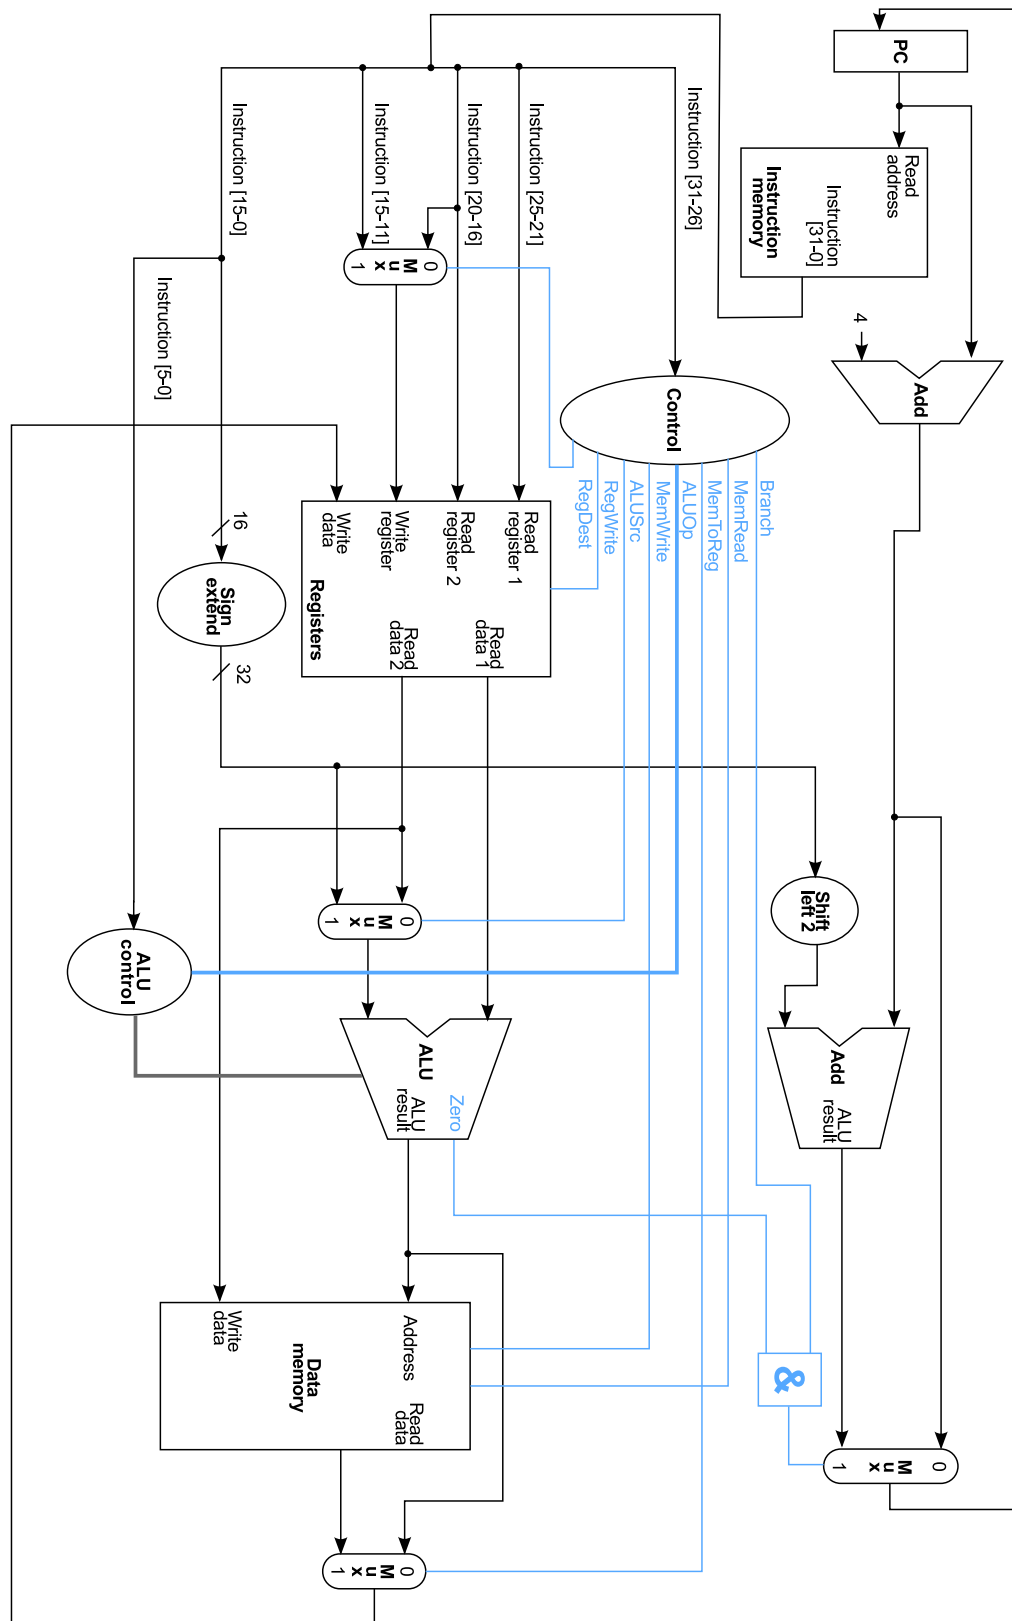 PC
Read
address
Instruction
[31-0]
Instruction
memory
4
Add
Instruction [31-26]
Instruction [25-21]
Instruction [20-16]
Instruction [15-11]
Instruction [15-0]
Instruction [5-0]
0
M
u
x
1
Control
Branch
MemRead
MemToReg
ALUOp
MemWrite
ALUSrc
RegWrite
RegDest
Read
register 1
Read
register 2
Write
register
Write
data
Read
data 1
Read
data 2
Registers
16
Sign
extend
32
Shift
left 2
Add
ALU
result
0
M
u
x
1
0
M
u
x
1
ALU
control
ALU
Zero
ALU
result
&
Address
Write
data
Read
data
Data
memory
0
M
u
x
1